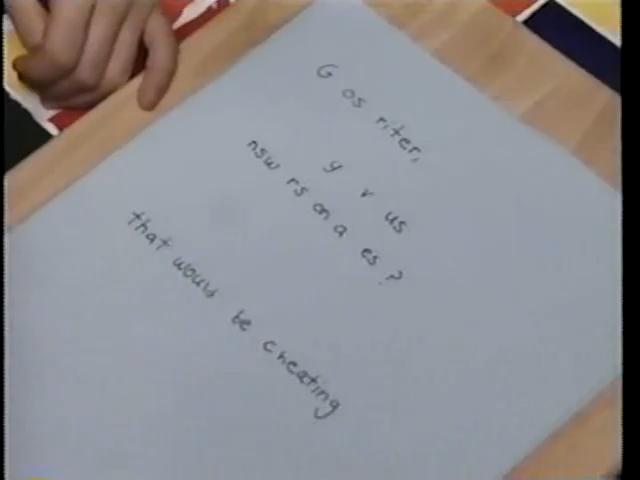 G os riter,
g v us
nsw rs on a es?
that would be cheating